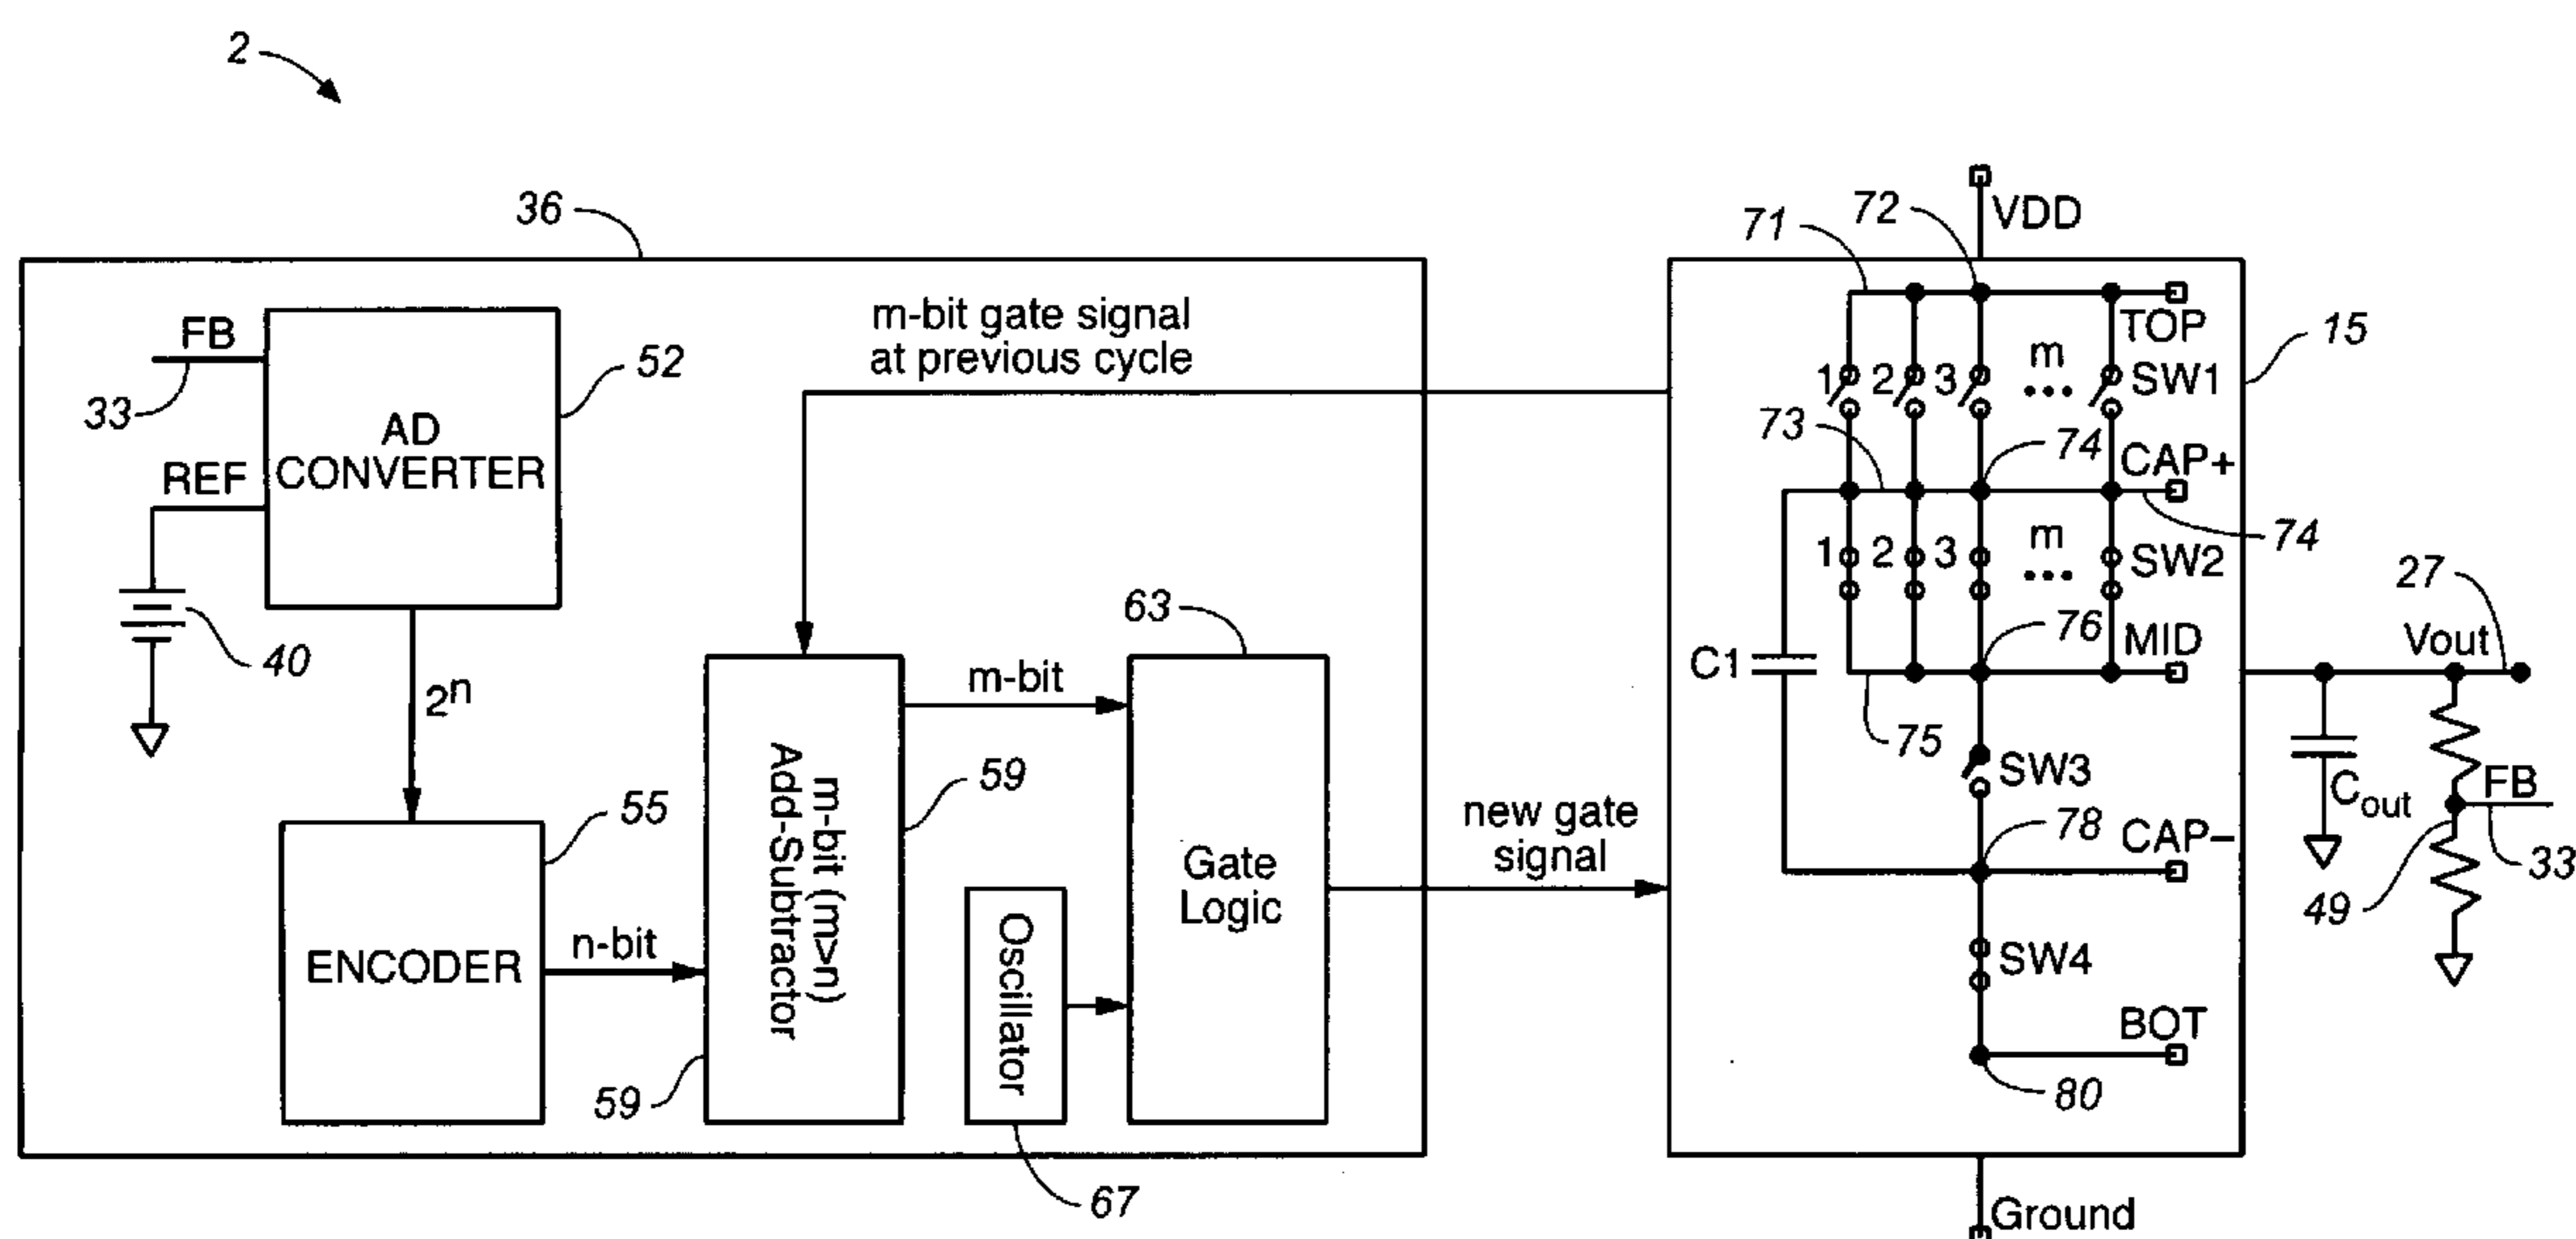 2
36
FB
33
REF
40
AD
CONVERTER
52
2n
ENCODER
55
n-bit
m-bit gate signal
at previous cycle
m-bit (m>n)
Add-Subtractor
59
59
m-bit
63
Gate
Logic
Oscillator
67
new gate
signal
VDD
71
72
TOP
15
1
2
3
m
...
SW1
73
74
CAP+
74
1
2
3
m
...
SW2
C1
76
MID
75
SW3
78
CAP–
SW4
BOT
80
Ground
27
Vout
Cout
FB
33
49